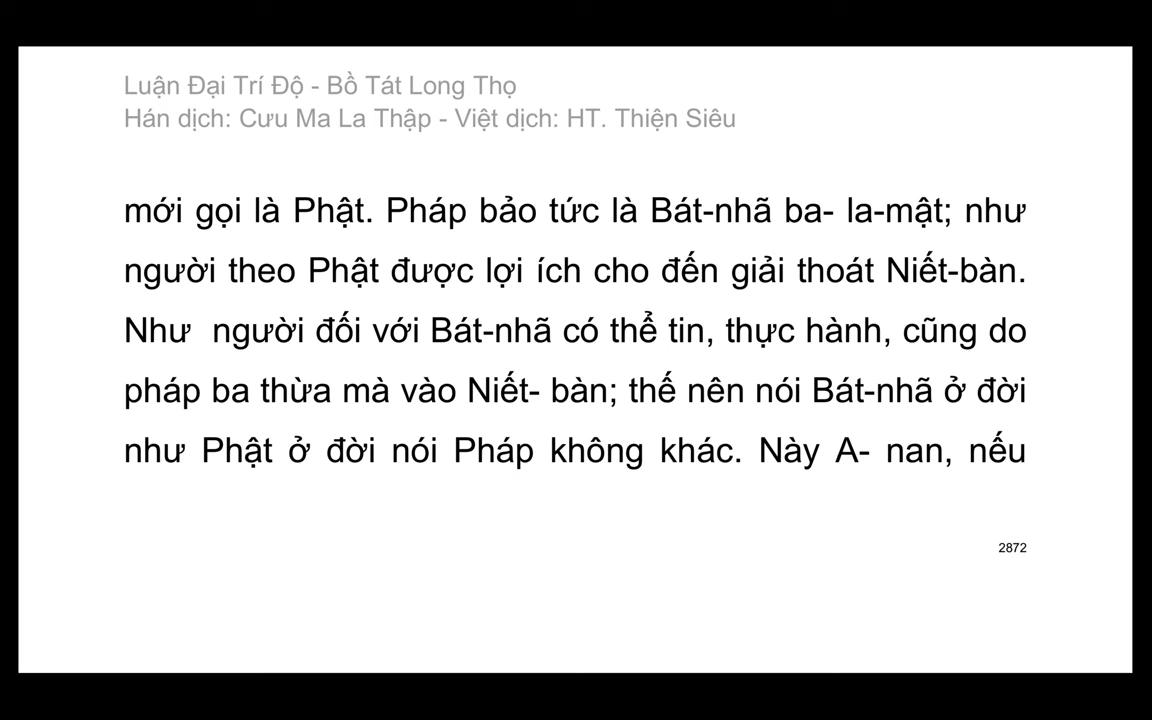 Luận Đại Trí Độ - Bồ Tát Long Thọ
Hán dịch: Cưu Ma La Thập - Việt dịch: HT. Thiện Siêu
mới gọi là Phật. Pháp bảo tức là Bát-nhã ba- la-mật; như
người theo Phật được lợi ích cho đến giải thoát Niết-bàn.
Như  người đối với Bát-nhã có thể tin, thực hành, cũng do
pháp ba thừa mà vào Niết- bàn; thế nên nói Bát-nhã ở đời
như Phật ở đời nói Pháp không khác. Này A- nan, nếu
2872